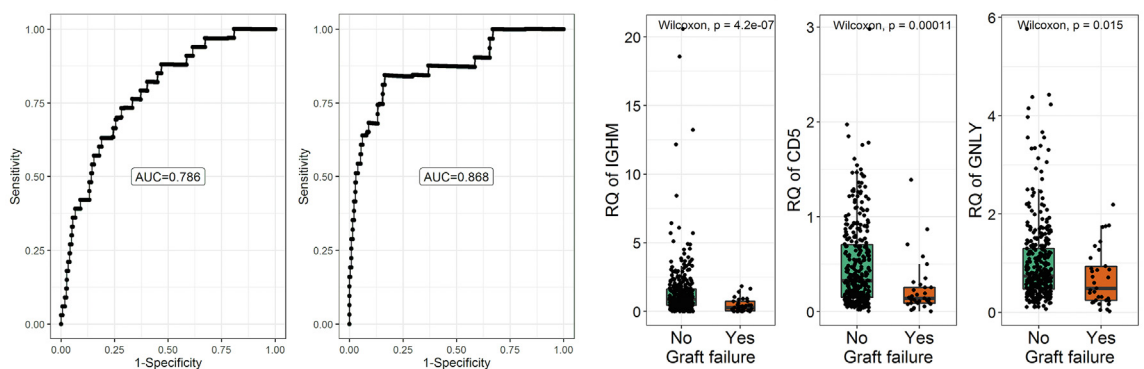 Sensitivity
1.00
0.75
0.50
0.25
0.00
AUC=0.786
0.00 0.25 0.50 0.75 1.00
1-Specificity
Sensitivity
1.00
0.75
0.50
0.25
0.00
AUC=0.868
0.00 0.25 0.50 0.75 1.00
1-Specificity
RQ of IGHM
Wilcoxon, p = 4.2e-07
20
15
10
5
0
No Yes
Graft failure
RQ of CD5
Wilcoxon, p = 0.00011
3
2
1
0
No Yes
Graft failure
RQ of GNLY
Wilcoxon, p = 0.015
6
4
2
0
No Yes
Graft failure